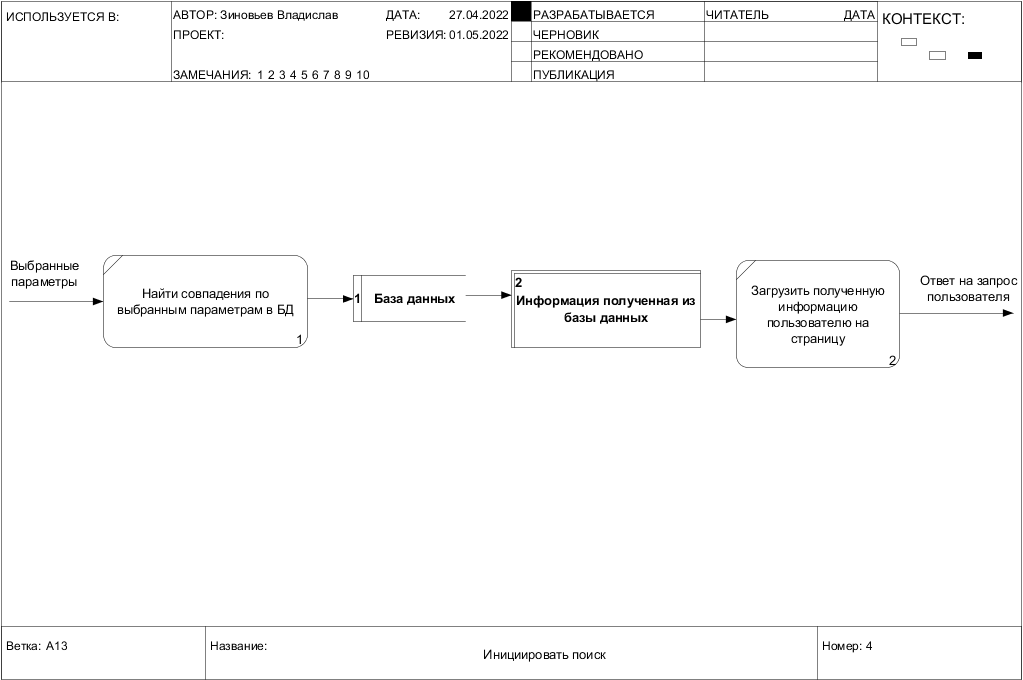 ИСПОЛЬЗУЕТСЯ В:
АВТОР: Зиновьев Владислав
ДАТА: 27.04.2022
ПРОЕКТ:
РЕВИЗИЯ: 01.05.2022
ЗАМЕЧАНИЯ: 1 2 3 4 5 6 7 8 9 10
РАЗРАБАТЫВАЕТСЯ
ЧЕРНОВИК
РЕКОМЕНДОВАНО
ПУБЛИКАЦИЯ
ЧИТАТЕЛЬ
ДАТА
КОНТЕКСТ:
Выбранные
параметры
Найти совпадения по
выбранным параметрам в БД
1
1
База данных
2
Информация полученная из
базы данных
Загрузить полученную
информацию
пользователю на
страницу
2
Ответ на запрос
пользователя
Ветка: A13
Название:
Инициировать поиск
Номер: 4